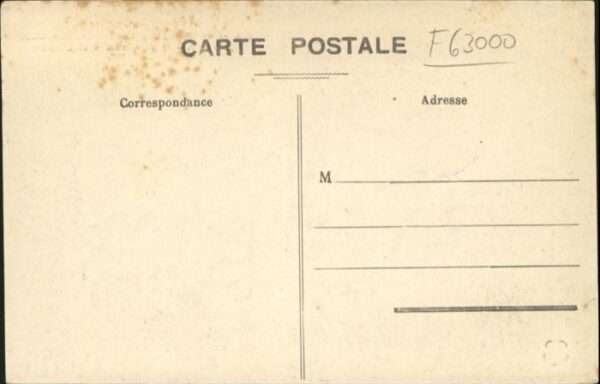 CARTE POSTALE F63000
Correspondance
Adresse
M